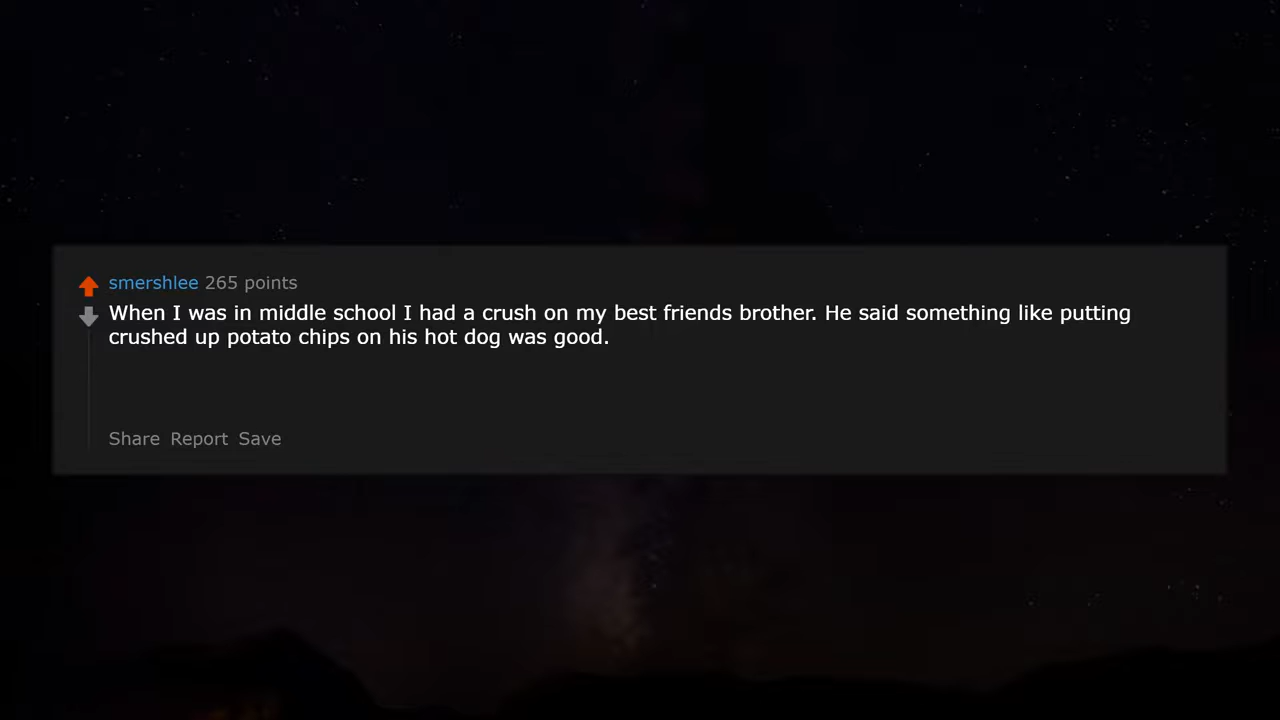 smershlee 265 points
When I was in middle school I had a crush on my best friends brother. He said something like putting
crushed up potato chips on his hot dog was good.
Share Report Save